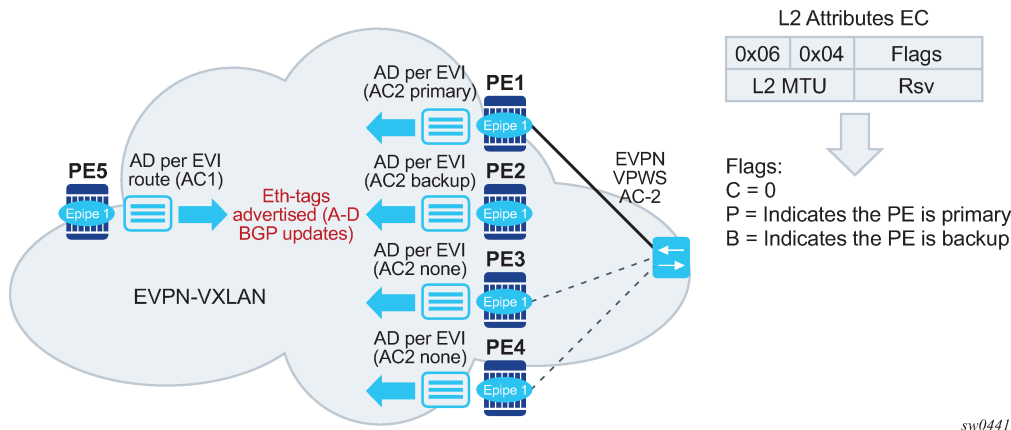 L2 Attributes EC
0x06 0x04 Flags
L2 MTU Rsv
Flags:
C = 0
P = Indicates the PE is primary
B = Indicates the PE is backup
AD per EVI
(AC2 primary)
PE1
Epipe 1
AD per EVI
(AC2 backup)
PE2
Epipe 1
EVPN
VPWS
AC-2
PE5
Epipe 1
AD per EVI
route (AC1)
Eth-tags
advertised (A-D
BGP updates)
AD per EVI
(AC2 none)
PE3
Epipe 1
EVPN-VXLAN
AD per EVI
(AC2 none)
PE4
Epipe 1
sw0441